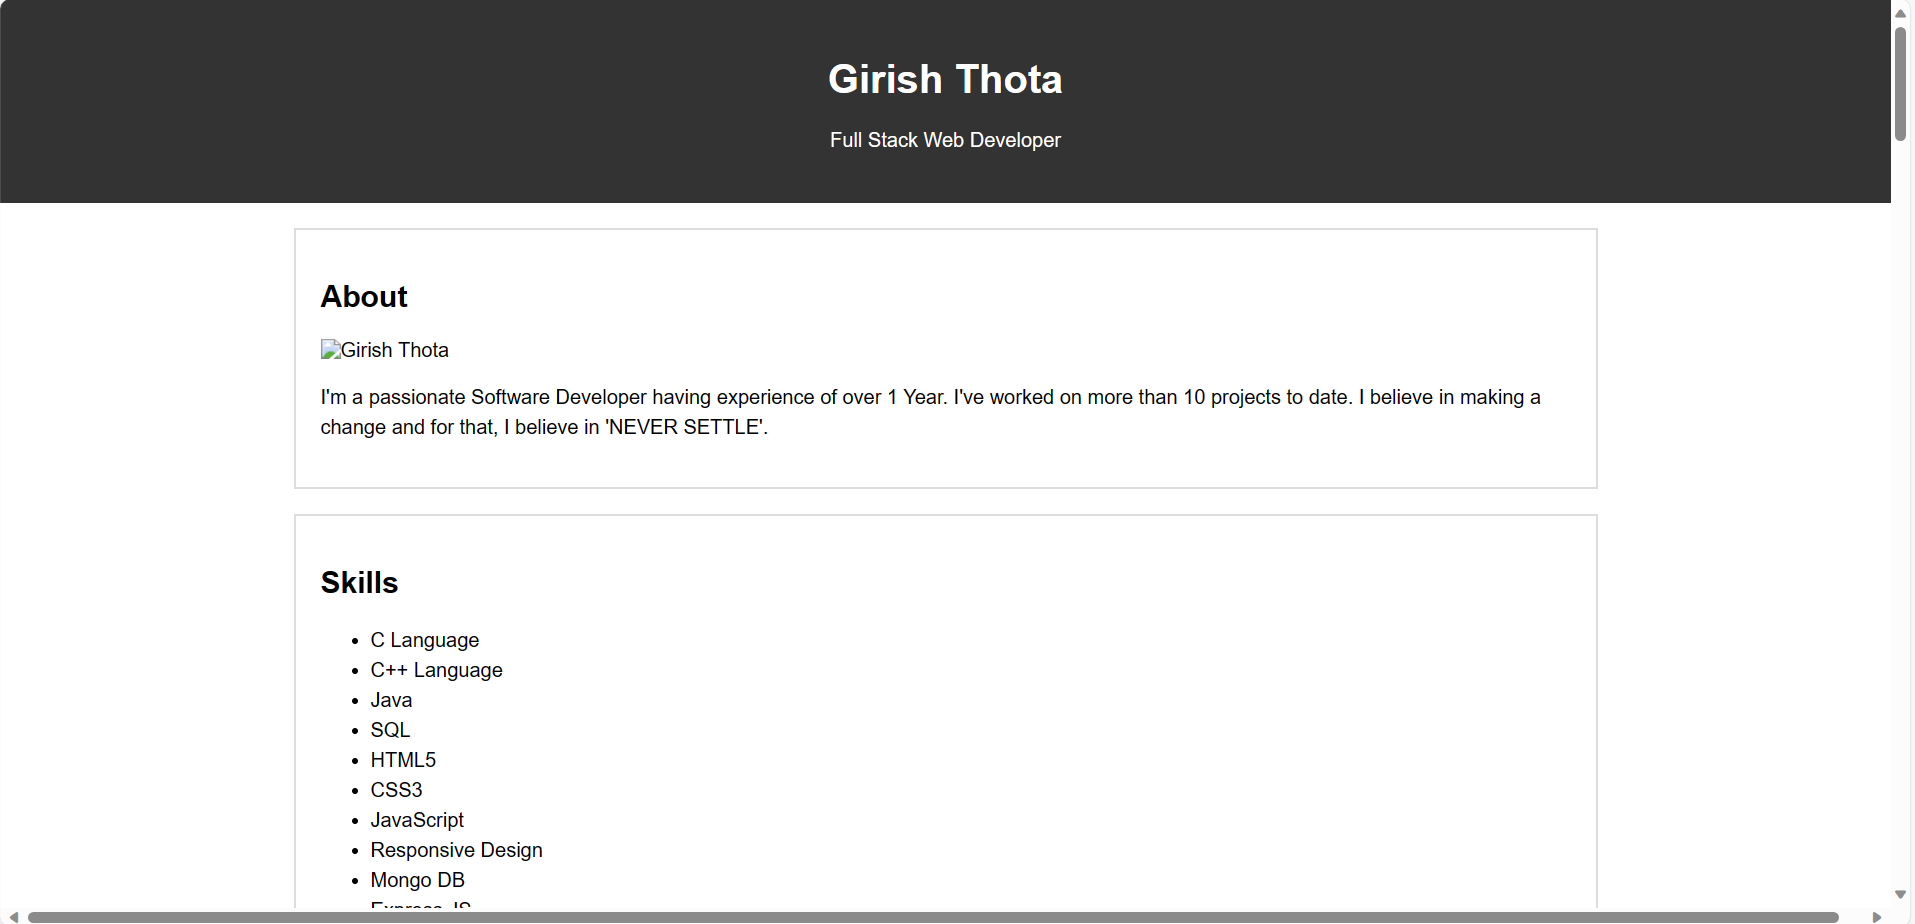 Girish Thota
Full Stack Web Developer
About
Girish Thota
I'm a passionate Software Developer having experience of over 1 Year. I've worked on more than 10 projects to date. I believe in making a
change and for that, I believe in 'NEVER SETTLE'.
Skills
C Language
C++ Language
Java
SQL
HTML5
CSS3
JavaScript
Responsive Design
Mongo DB